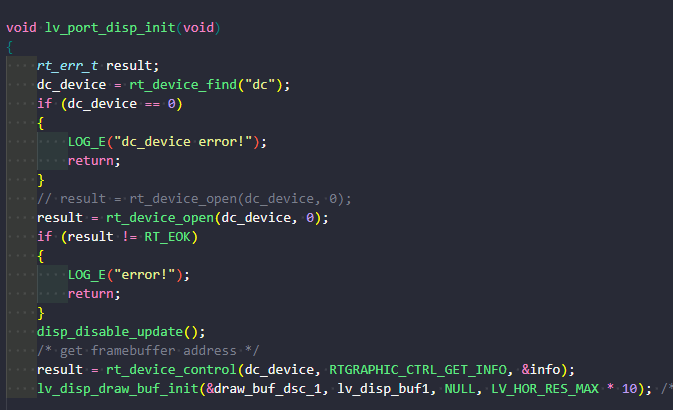 void lv_port_disp_init(void)
{
    rt_err_t result;
    dc_device = rt_device_find("dc");
    if (dc_device == 0)
    {
        LOG_E("dc_device error!");
        return;
    }
    // result = rt_device_open(dc_device, 0);
    result = rt_device_open(dc_device, 0);
    if (result != RT_EOK)
    {
        LOG_E("error!");
        return;
    }
    disp_disable_update();
    /* get framebuffer address */
    result = rt_device_control(dc_device, RTGRAPHIC_CTRL_GET_INFO, &info);
    lv_disp_draw_buf_init(&draw_buf_dsc_1, lv_disp_buf1, NULL, LV_HOR_RES_MAX * 10); /*